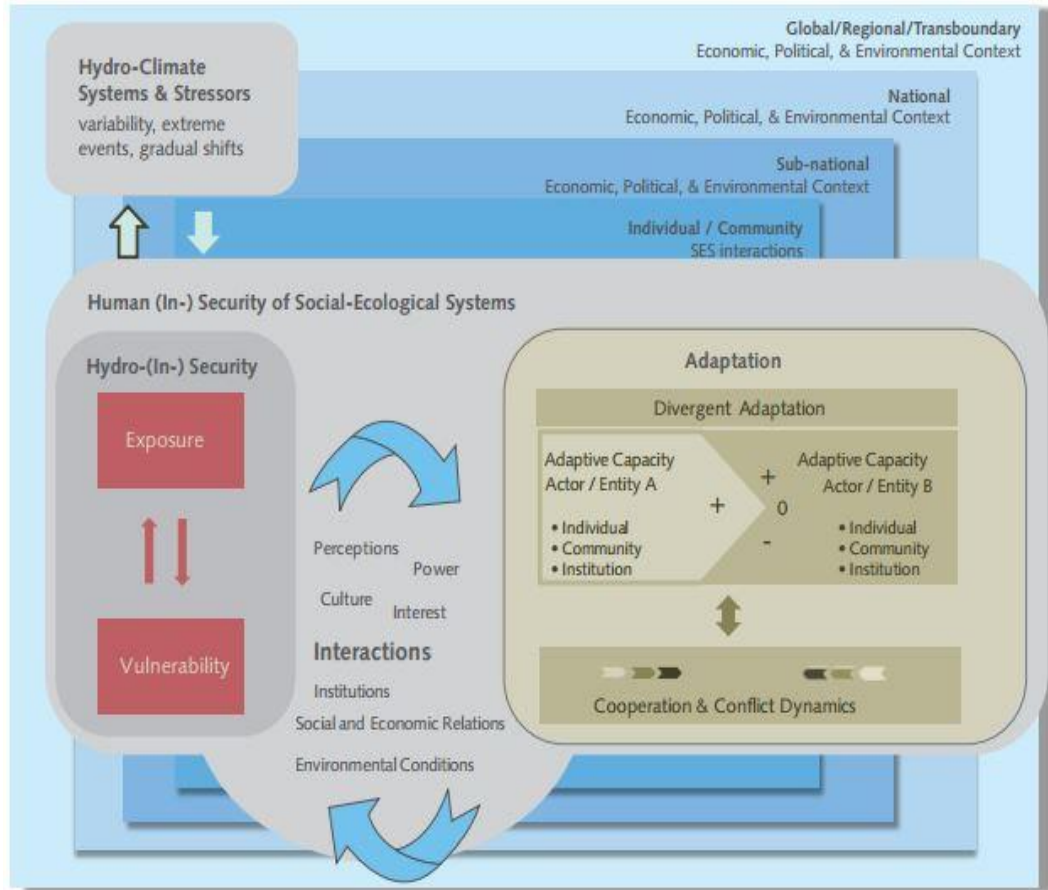 Global/Regional/Transboundary
Economic, Political, & Environmental Context
Hydro-Climate
Systems & Stressors
variability, extreme
events, gradual shifts
National
Economic, Political, & Environmental Context
Sub-national
Economic, Political, & Environmental Context
Individual / Community
SES interactions
Human (In-) Security of Social-Ecological Systems
Hydro-(In-) Security
Exposure
Vulnerability
Perceptions
Power
Culture
Interest
Interactions
Institutions
Social and Economic Relations
Environmental Conditions
Adaptation
Divergent Adaptation
Adaptive Capacity
Actor / Entity A
• Individual
• Community
• Institution
+
+
0
-
Adaptive Capacity
Actor / Entity B
• Individual
• Community
• Institution
Cooperation & Conflict Dynamics